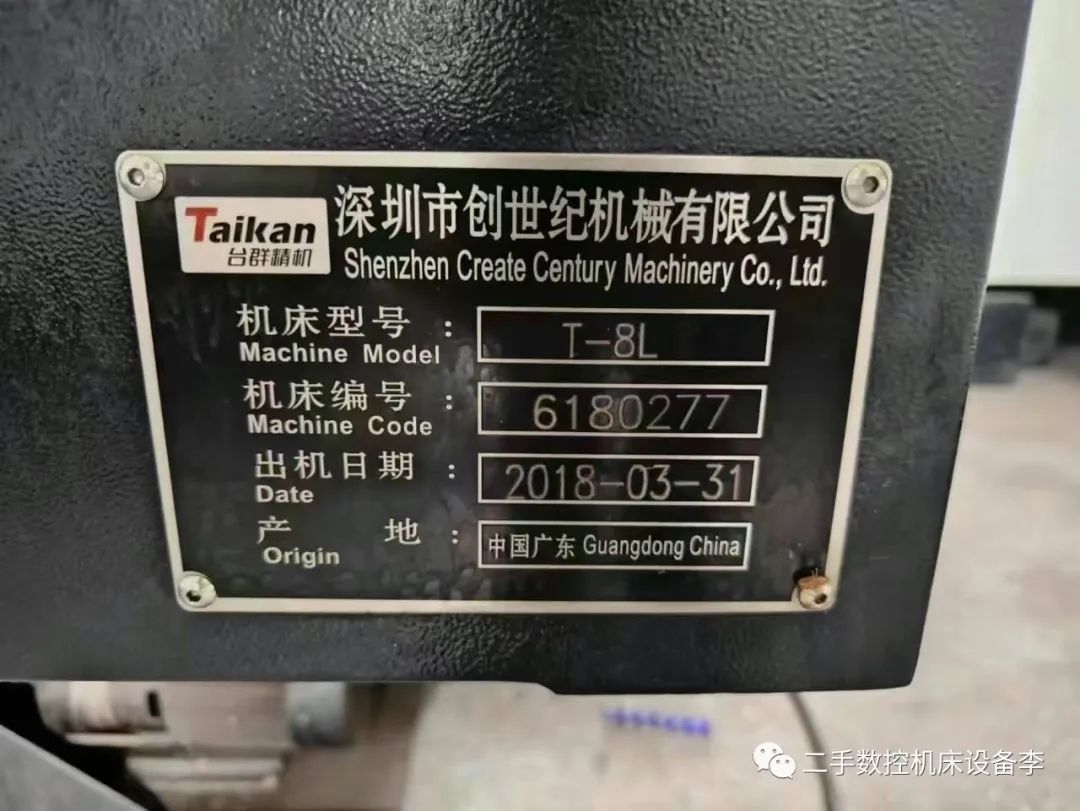 Taikan
台群精机
深圳市创世纪机械有限公司
Shenzhen Create Century Machinery Co., Ltd.
机床型号： T-8L
Machine Model
机床编号： 6180277
Machine Code
出机日期： 2018-03-31
Date
产 地： 中国广东 Guangdong China
Origin
二手数控机床设备李